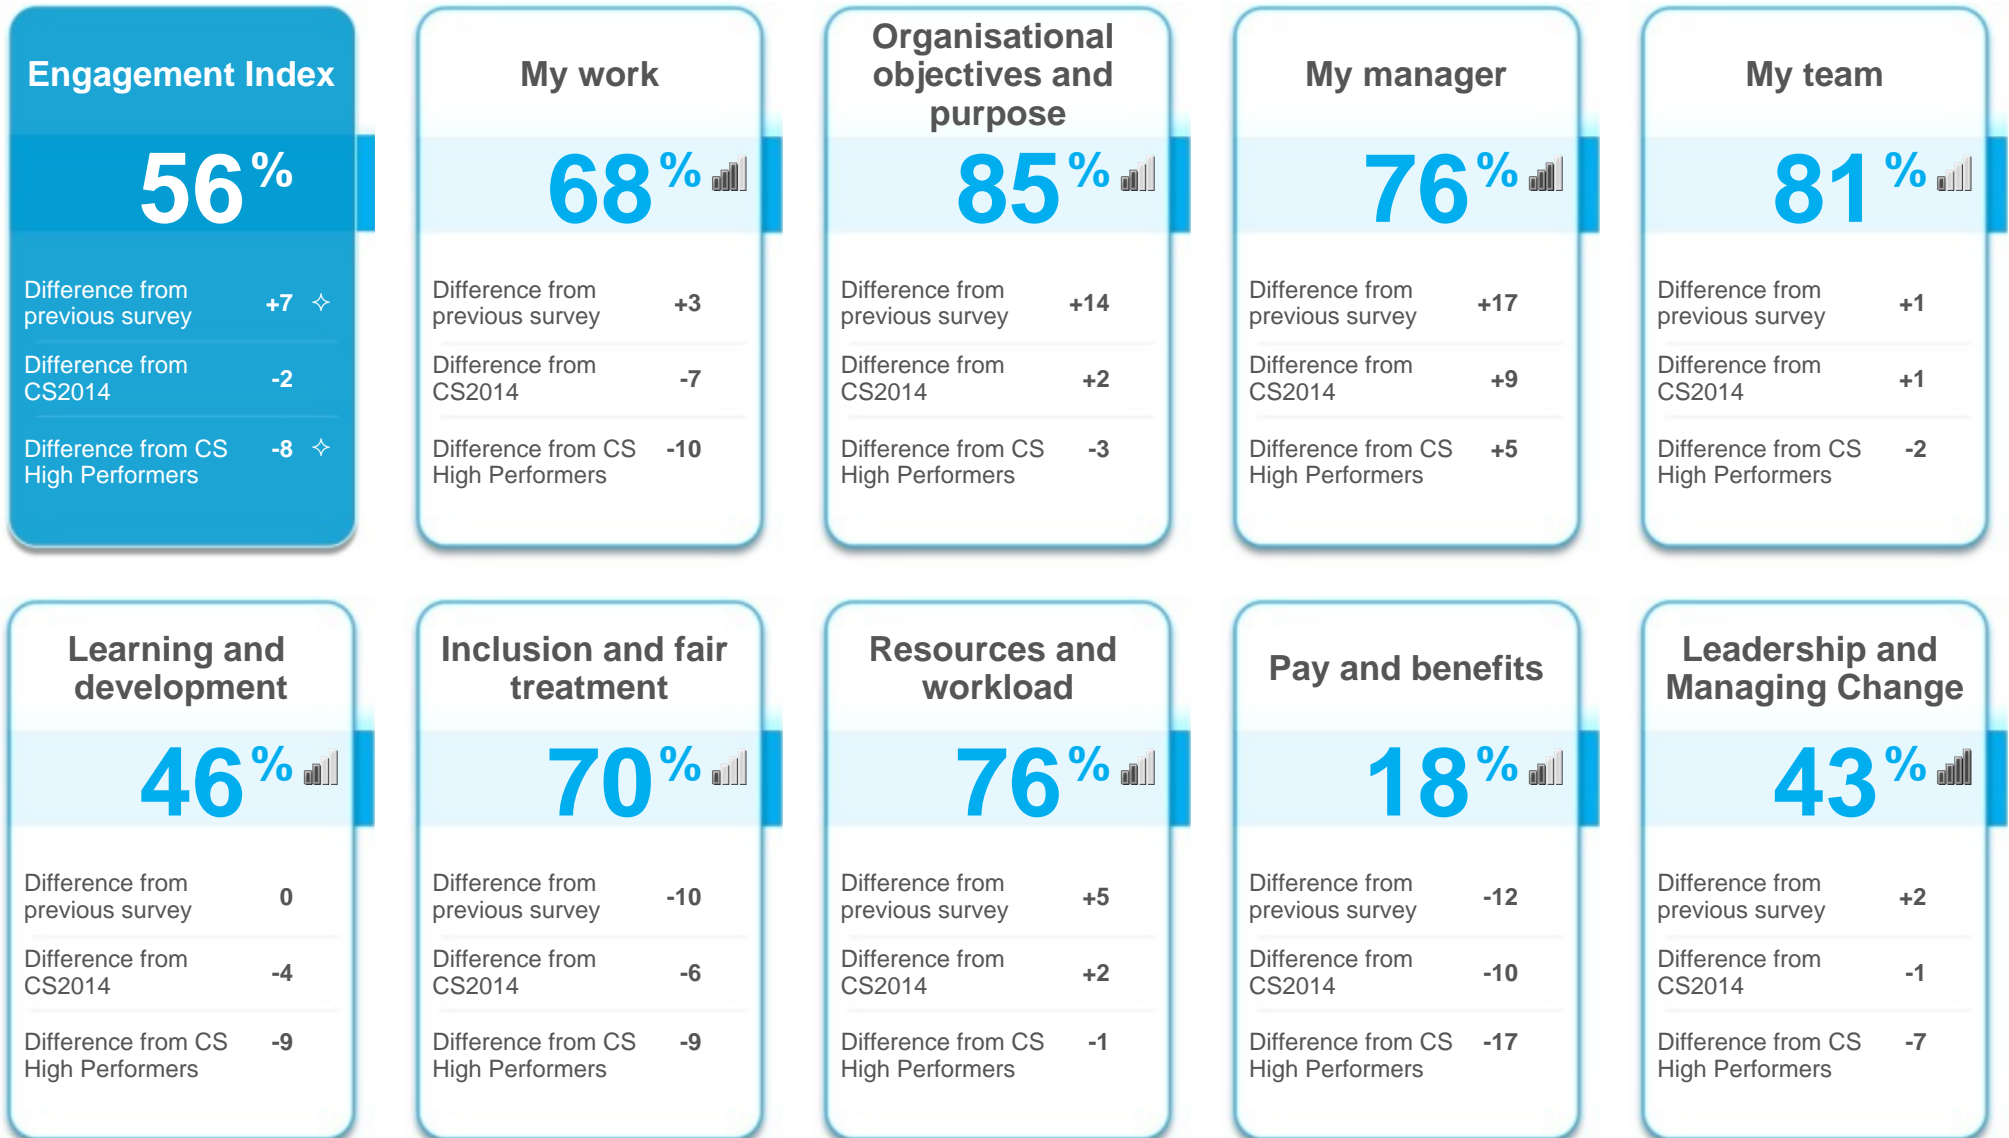 Engagement Index
56%
Difference from
previous survey
+7 ✧
Difference from
CS2014
-2
Difference from CS
High Performers
-8 ✧
My work
68%
Difference from
previous survey
+3
Difference from
CS2014
-7
Difference from CS
High Performers
-10
Organisational
objectives and
purpose
85%
Difference from
previous survey
+14
Difference from
CS2014
+2
Difference from CS
High Performers
-3
My manager
76%
Difference from
previous survey
+17
Difference from
CS2014
+9
Difference from CS
High Performers
+5
My team
81%
Difference from
previous survey
+1
Difference from
CS2014
+1
Difference from CS
High Performers
-2
Learning and
development
46%
Difference from
previous survey
0
Difference from
CS2014
-4
Difference from CS
High Performers
-9
Inclusion and fair
treatment
70%
Difference from
previous survey
-10
Difference from
CS2014
-6
Difference from CS
High Performers
-9
Resources and
workload
76%
Difference from
previous survey
+5
Difference from
CS2014
+2
Difference from CS
High Performers
-1
Pay and benefits
18%
Difference from
previous survey
-12
Difference from
CS2014
-10
Difference from CS
High Performers
-17
Leadership and
Managing Change
43%
Difference from
previous survey
+2
Difference from
CS2014
-1
Difference from CS
High Performers
-7